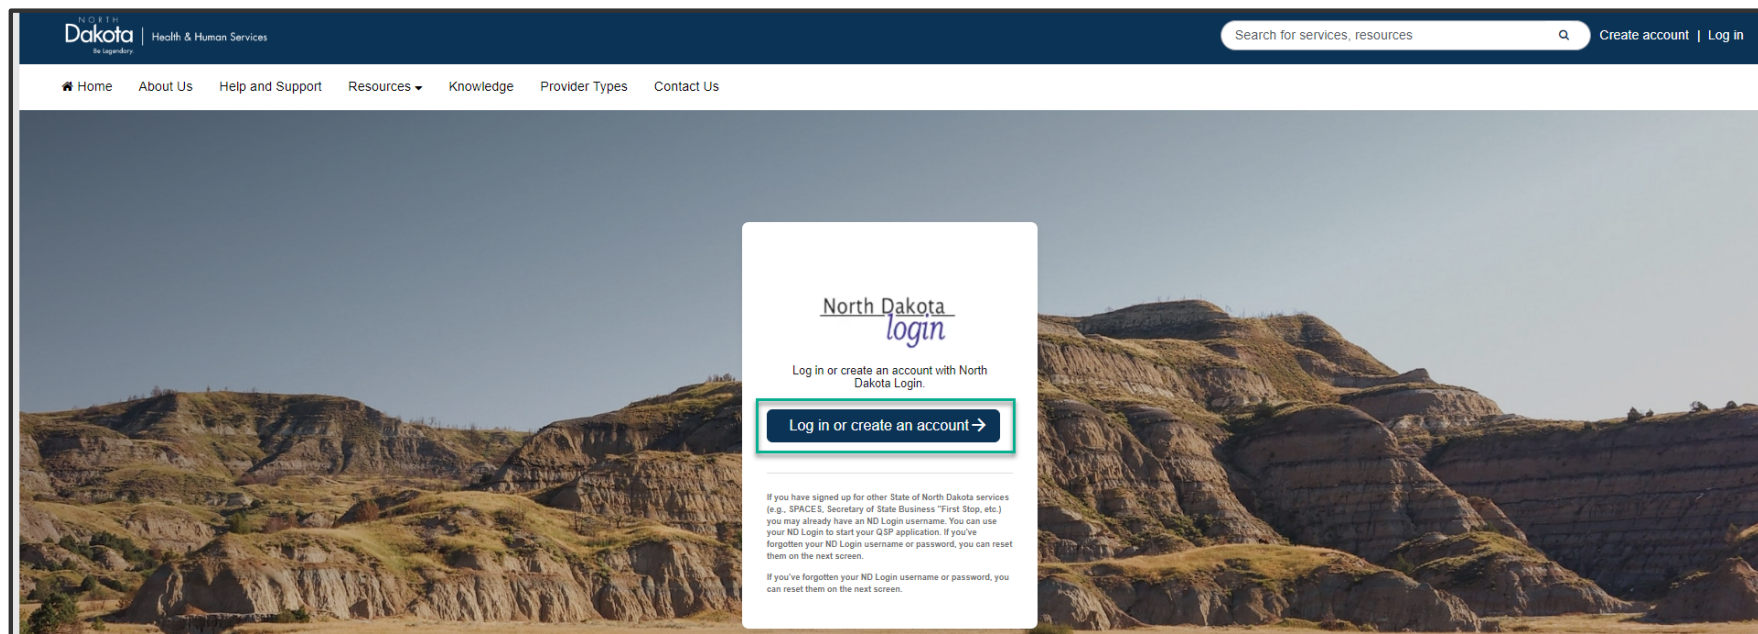 NORTH
Dakota | Health & Human Services
Be Legendary.
Search for services, resources
Create account | Log in
Home About Us Help and Support Resources Knowledge Provider Types Contact Us
North Dakota
login
Log in or create an account with North
Dakota Login.
Log in or create an account→
If you have signed up for other State of North Dakota services
(e.g., SPACES, Secretary of State Business "First Stop, etc.)
you may already have an ND Login username. You can use
your ND Login to start your QSP application. If you've
forgotten your ND Login username or password, you can reset
them on the next screen.
If you've forgotten your ND Login username or password, you
can reset them on the next screen.